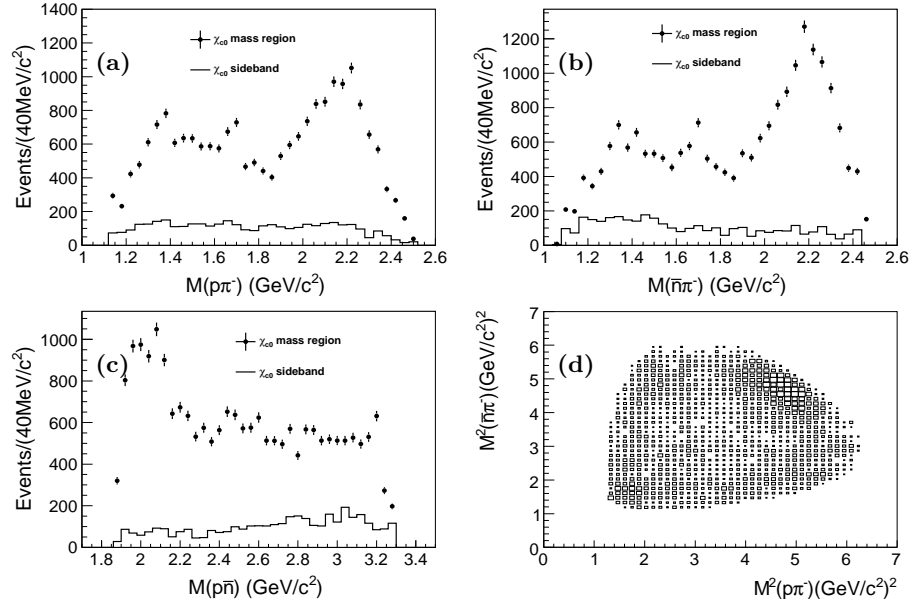 (a)
χc0 mass region
χc0 sideband
Events/(40MeV/c²)
0
200
400
600
800
1000
1200
1400
1 1.2 1.4 1.6 1.8 2 2.2 2.4 2.6
M(pπ⁻) (GeV/c²)
(b)
χc0 mass region
χc0 sideband
Events/(40MeV/c²)
0
200
400
600
800
1000
1200
1 1.2 1.4 1.6 1.8 2 2.2 2.4 2.6
M(n̄π⁻) (GeV/c²)
(c)
χc0 mass region
χc0 sideband
Events/(40MeV/c²)
0
200
400
600
800
1000
1.8 2 2.2 2.4 2.6 2.8 3 3.2 3.4
M(pn̄) (GeV/c²)
(d)
M²(n̄π⁻)(GeV/c²)²
0
1
2
3
4
5
6
7
0 1 2 3 4 5 6 7
M²(pπ⁻)(GeV/c²)²